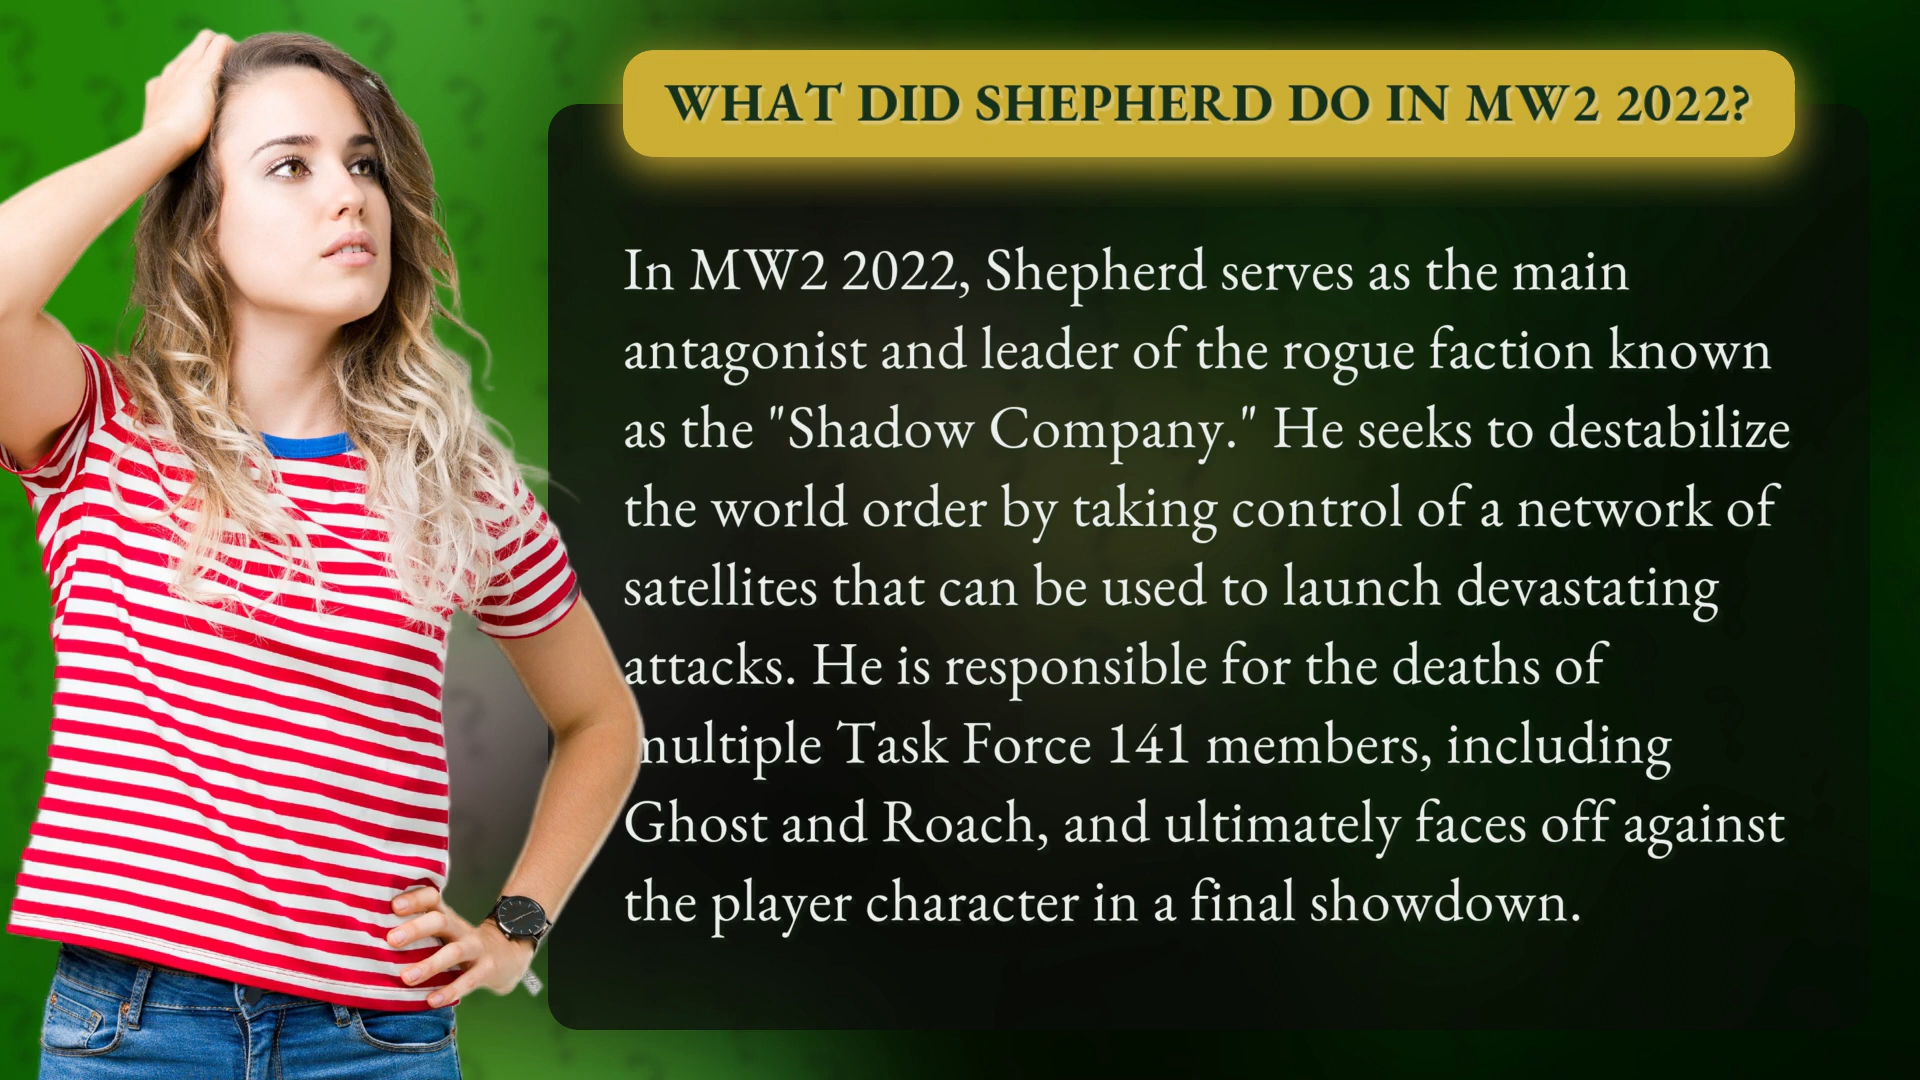 WHAT DID SHEPHERD DO IN MW2 2022?
In MW2 2022, Shepherd serves as the main
antagonist and leader of the rogue faction known
as the "Shadow Company." He seeks to destabilize
the world order by taking control of a network of
satellites that can be used to launch devastating
attacks. He is responsible for the deaths of
multiple Task Force 141 members, including
Ghost and Roach, and ultimately faces off against
the player character in a final showdown.